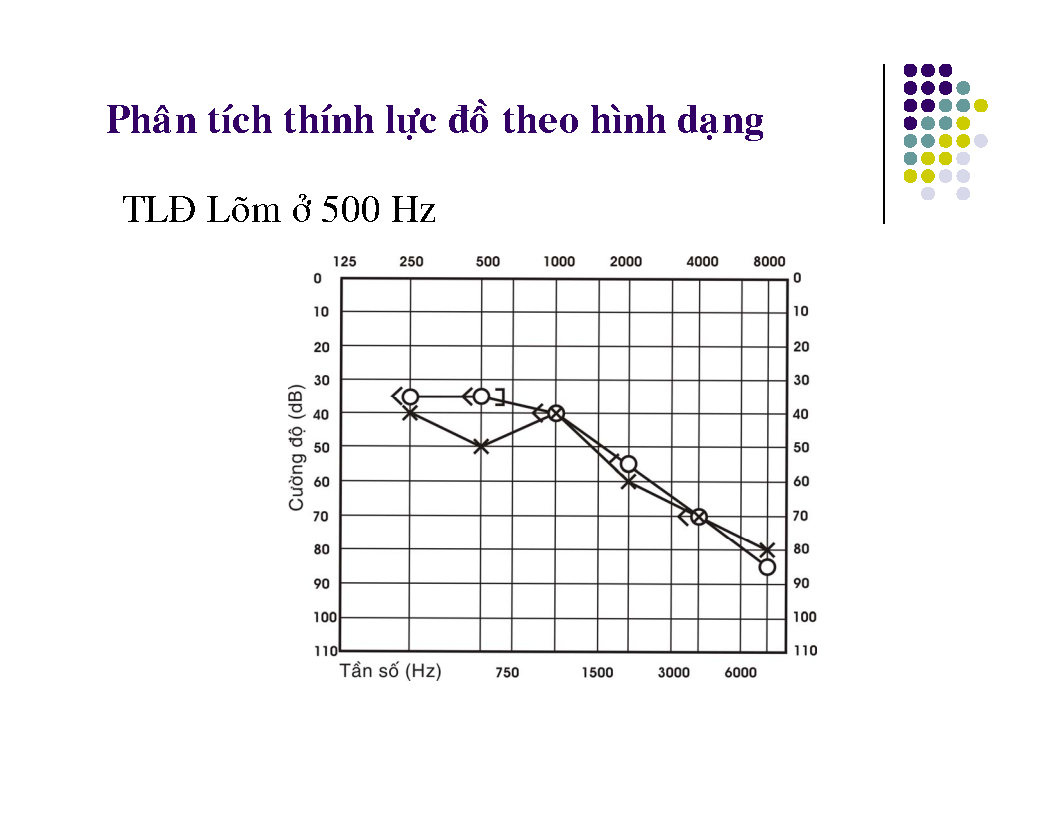 Phân tích thính lực đồ theo hình dạng
TLĐ Lõm ở 500 Hz
125 250 500 1000 2000 4000 8000
0 0
10 10
20 20
30 30
40 40
50 50
60 60
70 70
80 80
90 90
100 100
110 110
Cường độ (dB)
Tần số (Hz) 750 1500 3000 6000